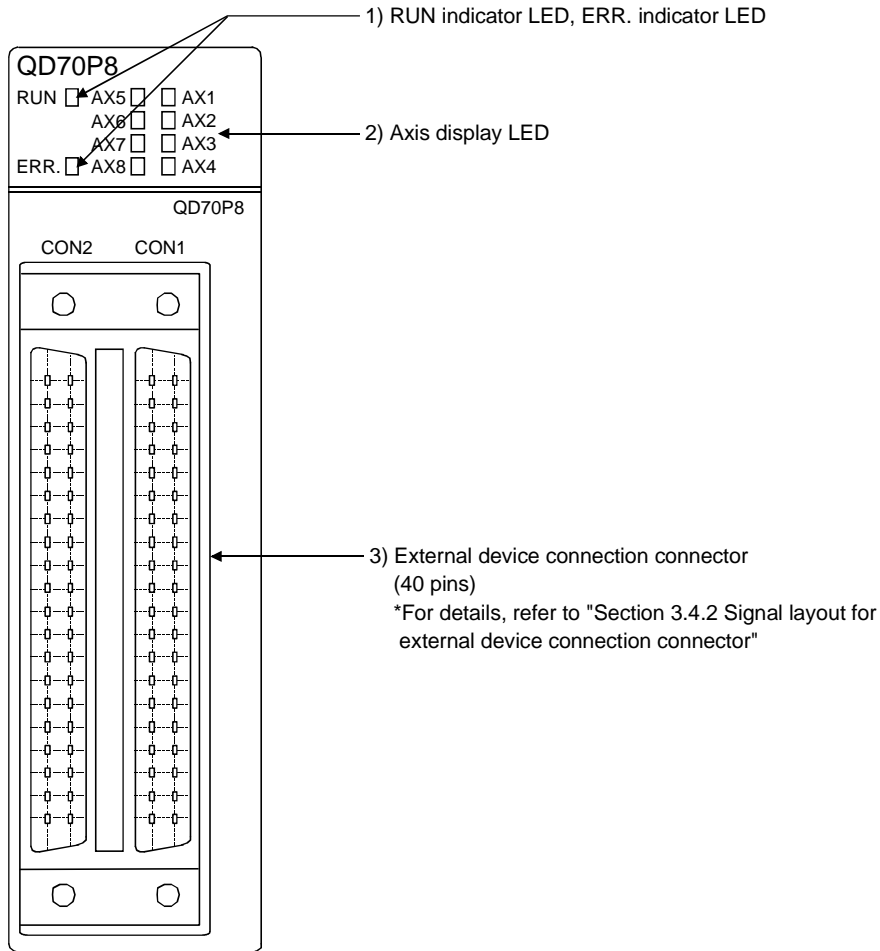 1) RUN indicator LED, ERR. indicator LED
QD70P8
RUN AX5 AX1
AX6 AX2
AX7 AX3
ERR. AX8 AX4
2) Axis display LED
QD70P8
CON2 CON1
3) External device connection connector
(40 pins)
*For details, refer to "Section 3.4.2 Signal layout for
external device connection connector"